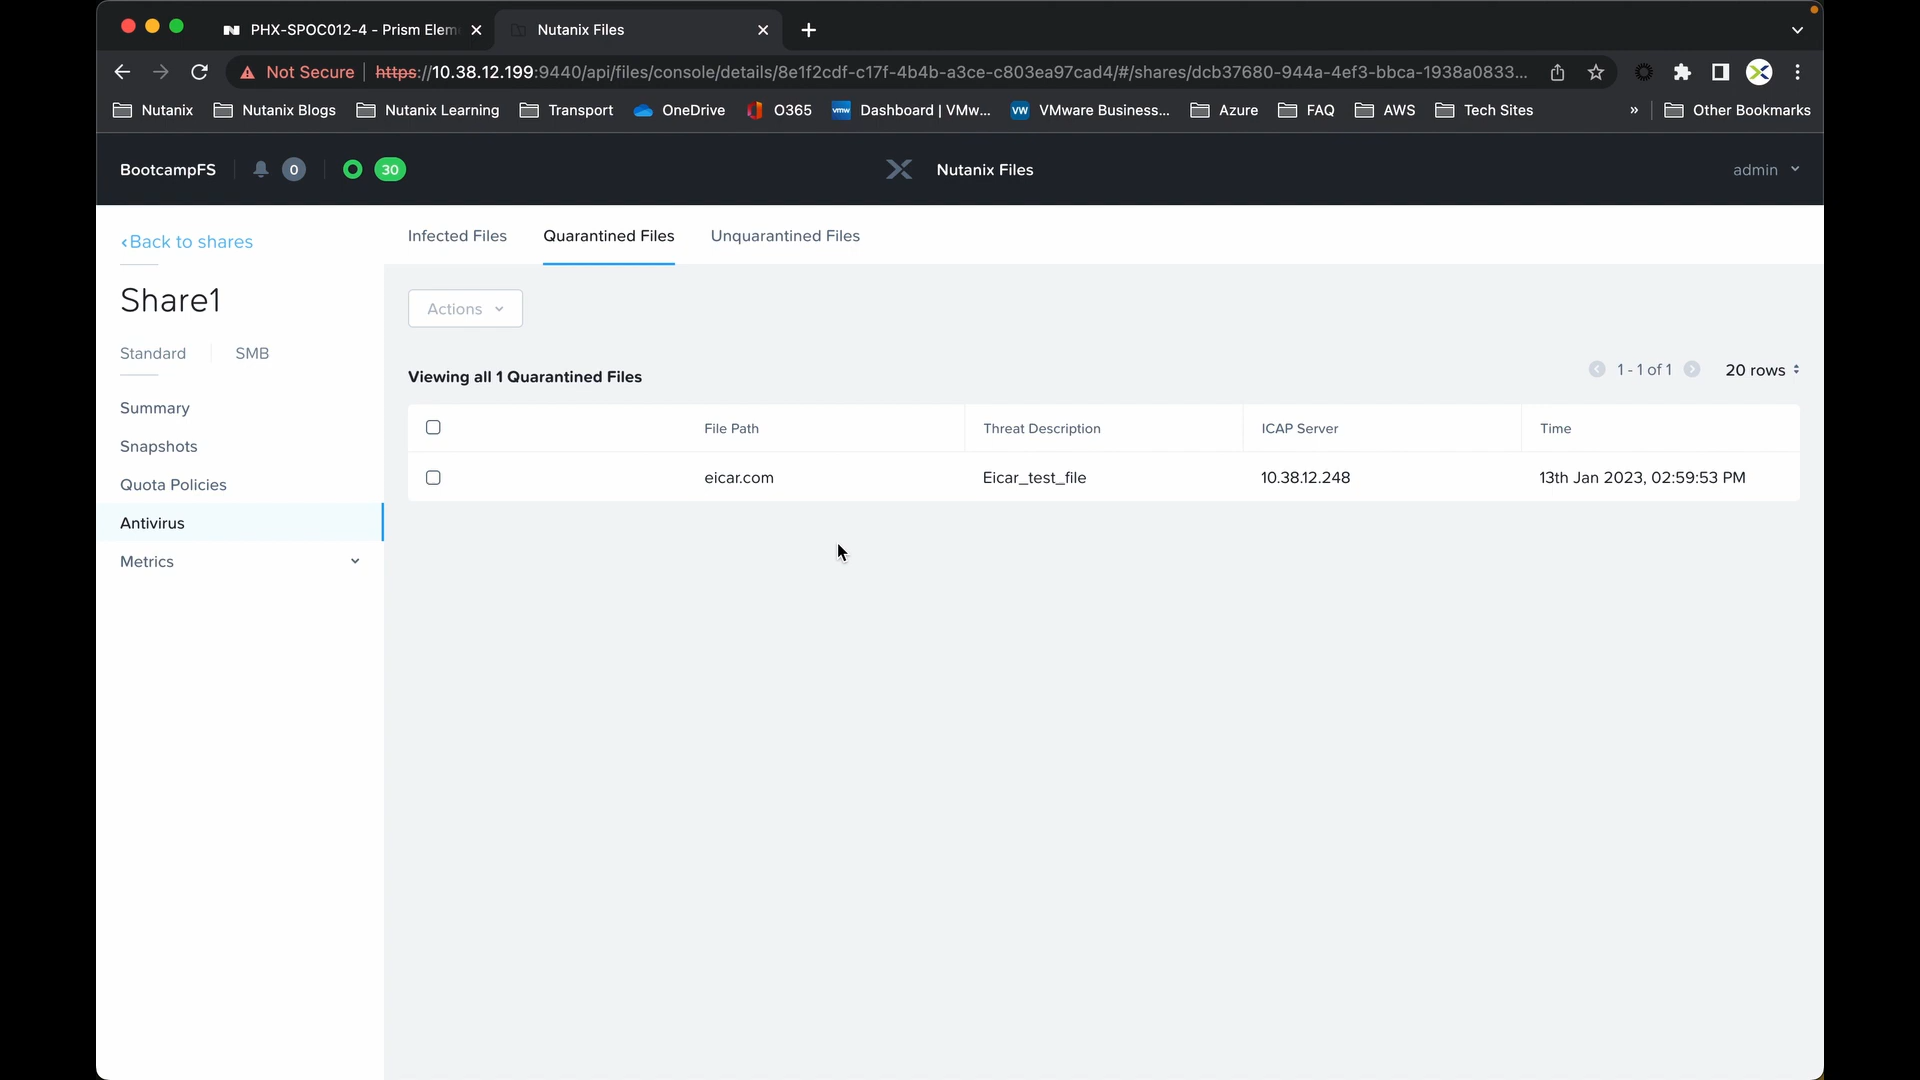 PHX-SPOC012-4 - Prism Elem
Nutanix Files
Not Secure
https://10.38.12.199:9440/api/files/console/details/8e1f2cdf-c17f-4b4b-a3ce-c803ea97cad4/#/shares/dcb37680-944a-4ef3-bbca-1938a0833...
Nutanix
Nutanix Blogs
Nutanix Learning
Transport
OneDrive
O365
vmw
Dashboard | VMw...
VW
VMware Business...
Azure
FAQ
AWS
Tech Sites
»
Other Bookmarks
BootcampFS
0
30
Nutanix Files
admin
‹Back to shares
Share1
Standard
SMB
Summary
Snapshots
Quota Policies
Antivirus
Metrics
Infected Files
Quarantined Files
Unquarantined Files
Actions
Viewing all 1 Quarantined Files
1 - 1 of 1
20 rows
File Path
Threat Description
ICAP Server
Time
eicar.com
Eicar_test_file
10.38.12.248
13th Jan 2023, 02:59:53 PM